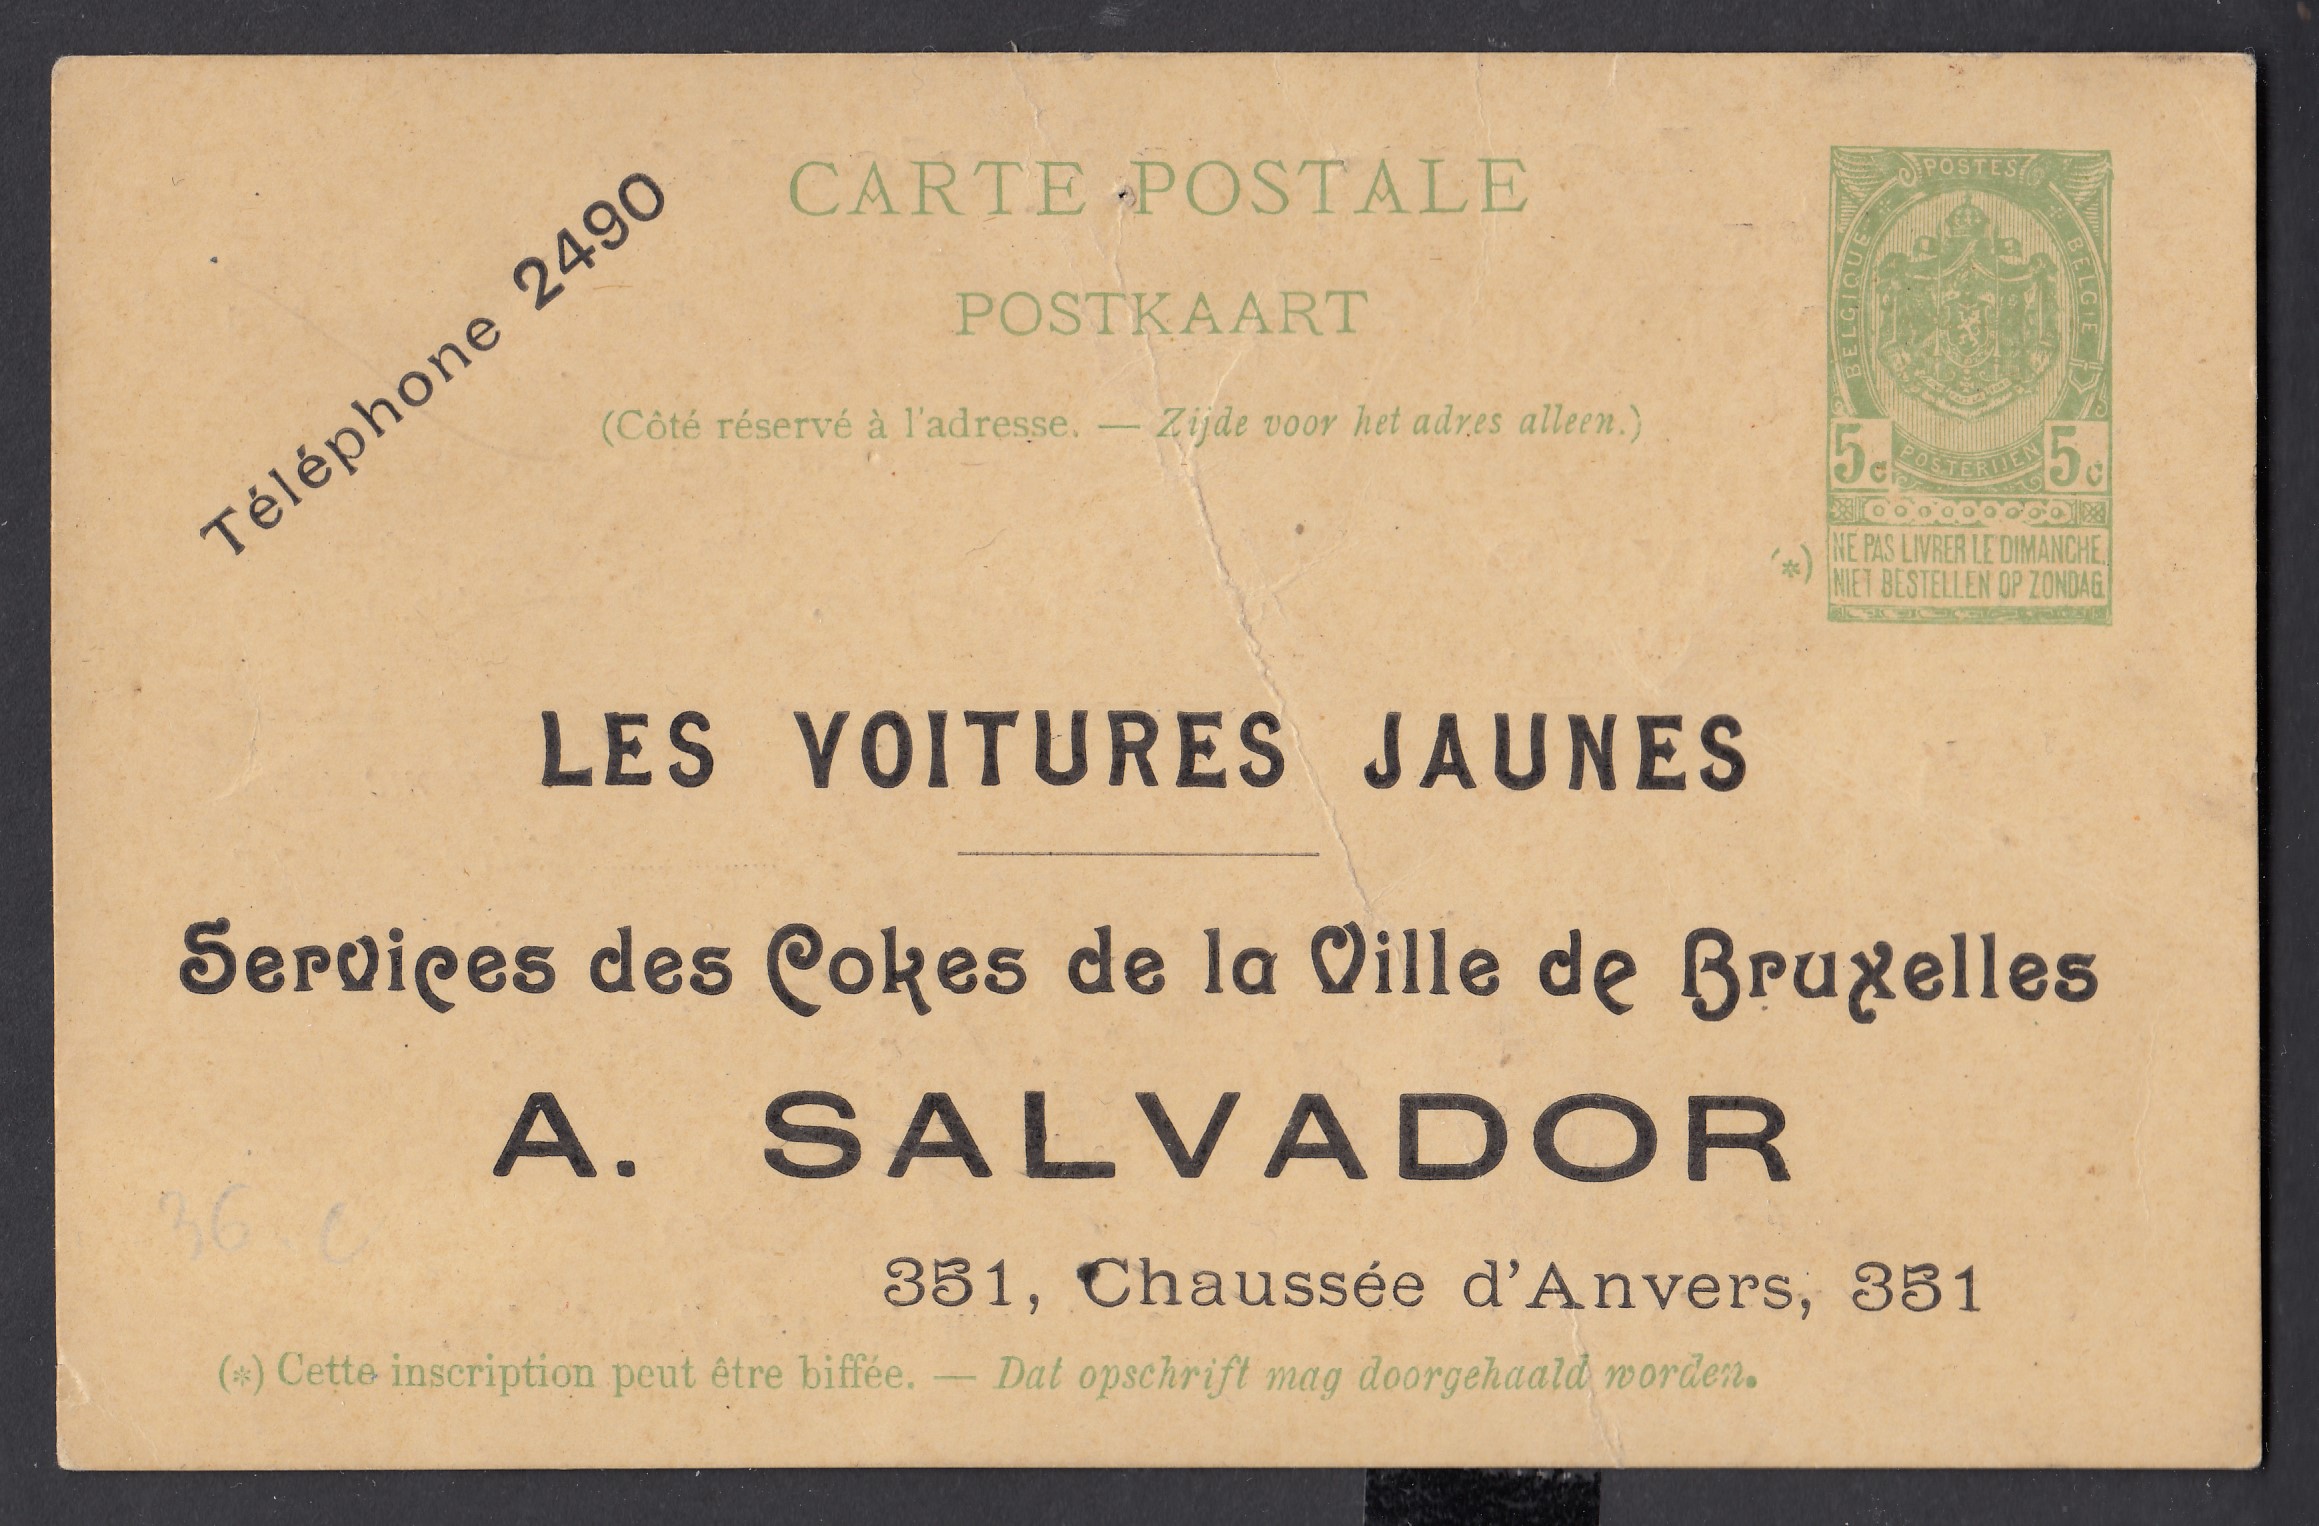 Téléphone 2490
CARTE POSTALE
POSTKAART
(Côté réservé à l'adresse. — Zijde voor het adres alleen.)
POSTES
BELGIQUE
BELGIE
5c
POSTERIJEN
5c
(*)
NE PAS LIVRER LE DIMANCHE.
NIET BESTELLEN OP ZONDAG
LES VOITURES JAUNES
Services des Cokes de la Ville de Bruxelles
A. SALVADOR
36. C
351, Chaussée d'Anvers, 351
(*) Cette inscription peut être biffée. — Dat opschrift mag doorgehaald worden.